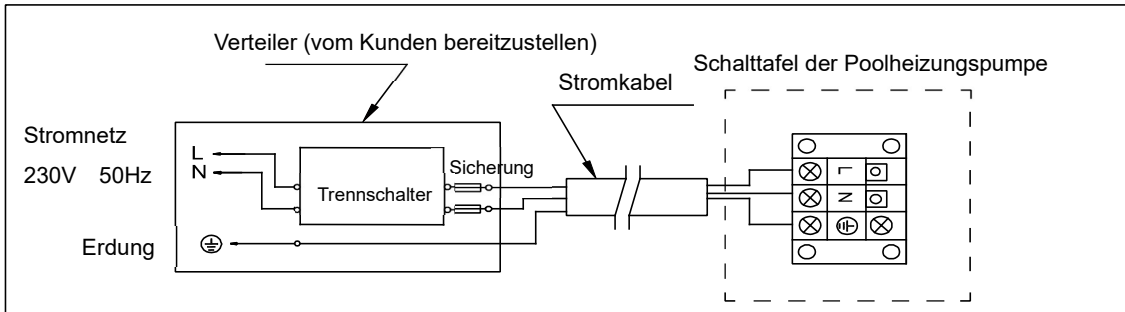 Verteiler (vom Kunden bereitzustellen)
Schalttafel der Poolheizungspumpe
Stromkabel
Stromnetz
230V 50Hz
L
N
Sicherung
Trennschalter
Erdung
L
N